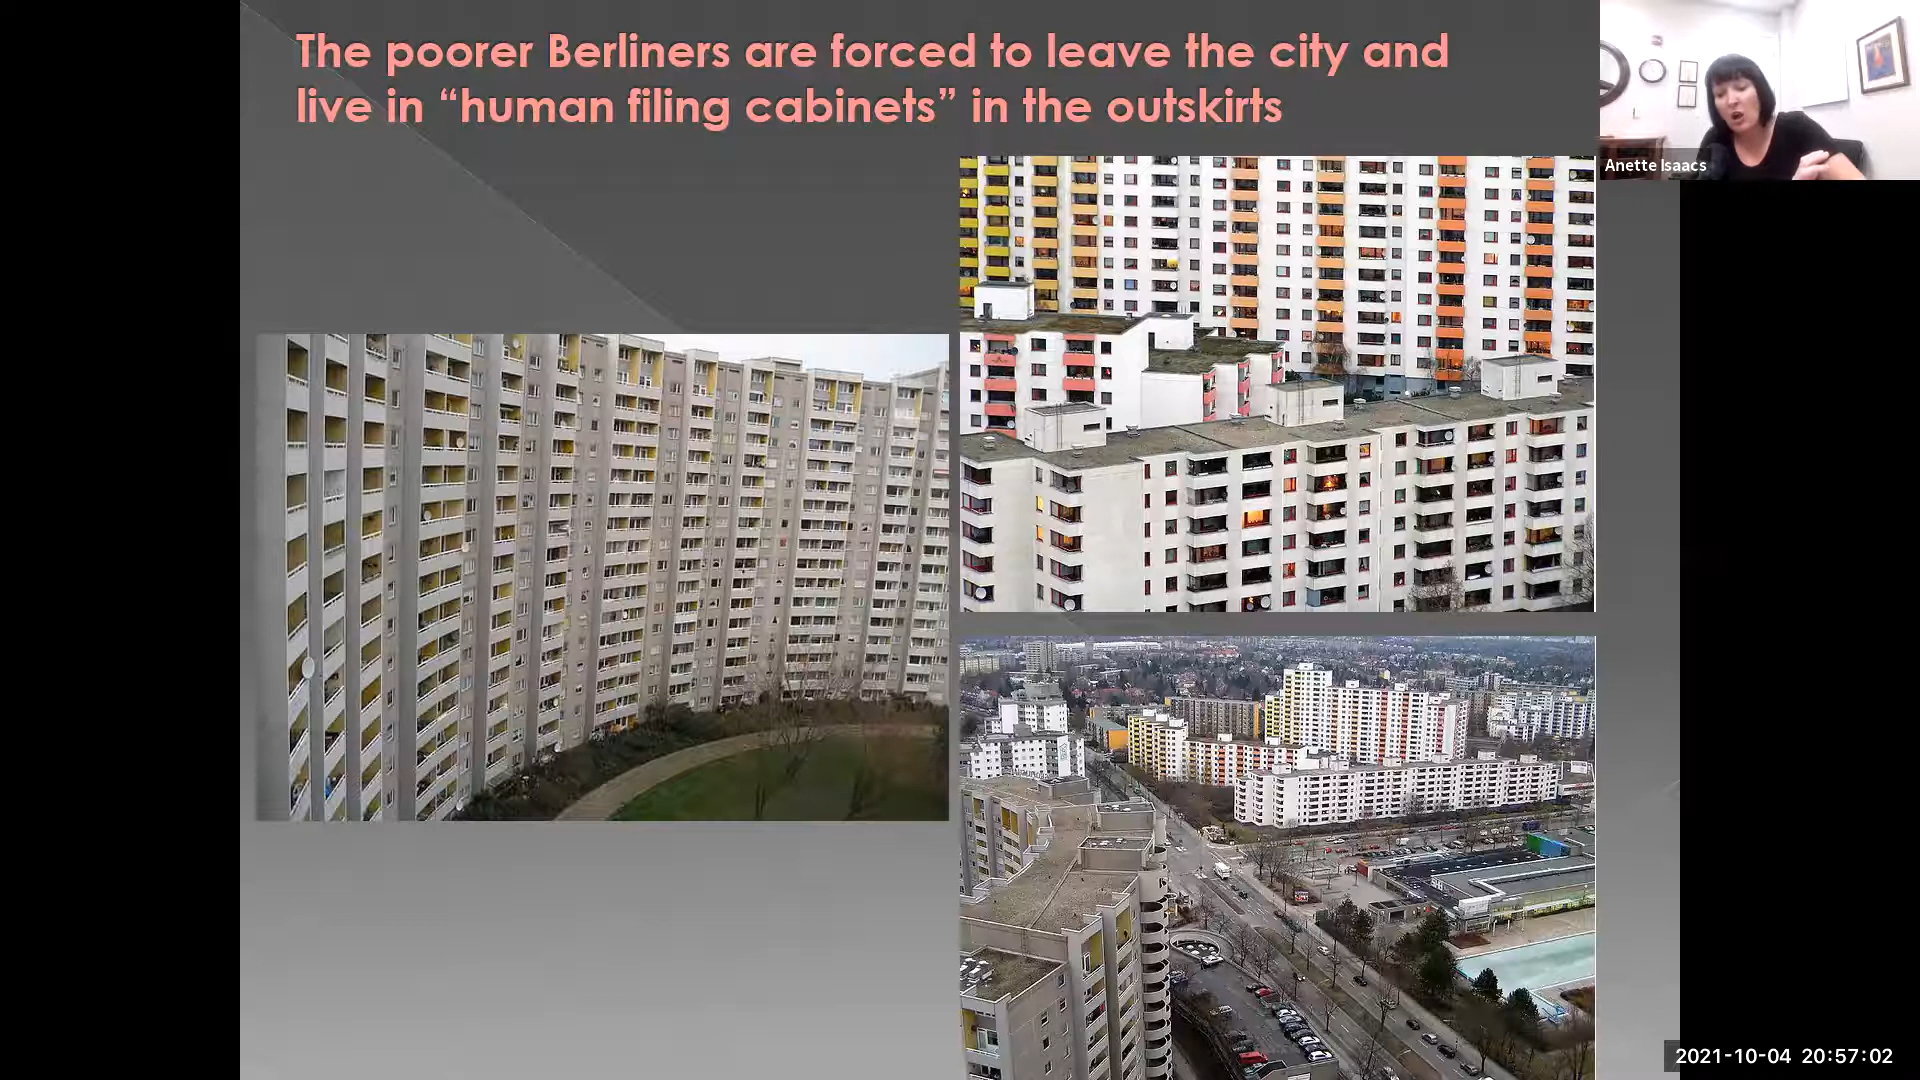 The poorer Berliners are forced to leave the city and
live in “human filing cabinets” in the outskirts
Anette Isaacs
2021-10-04 20:57:02